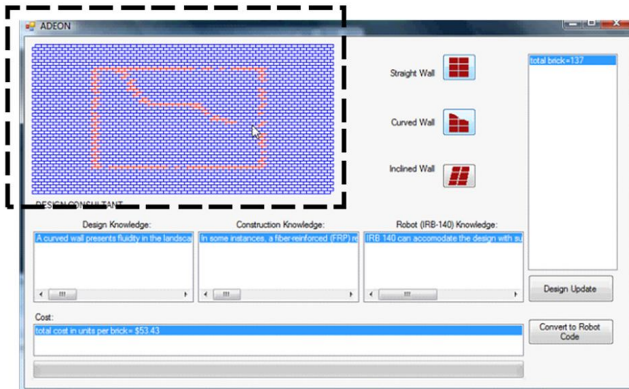 ADEON
total brick=137
Straight Wall
Curved Wall
Inclined Wall
DESIGN CONSULTANT
Design Knowledge:
Construction Knowledge:
Robot (IRB-140) Knowledge:
A curved wall presents fluidity in the landsca
In some instances, a fiber-reinforced (FRP) re
IRB 140 can accomodate the design with su
Design Update
Cost:
total cost in units per brick= $53.43
Convert to Robot
Code